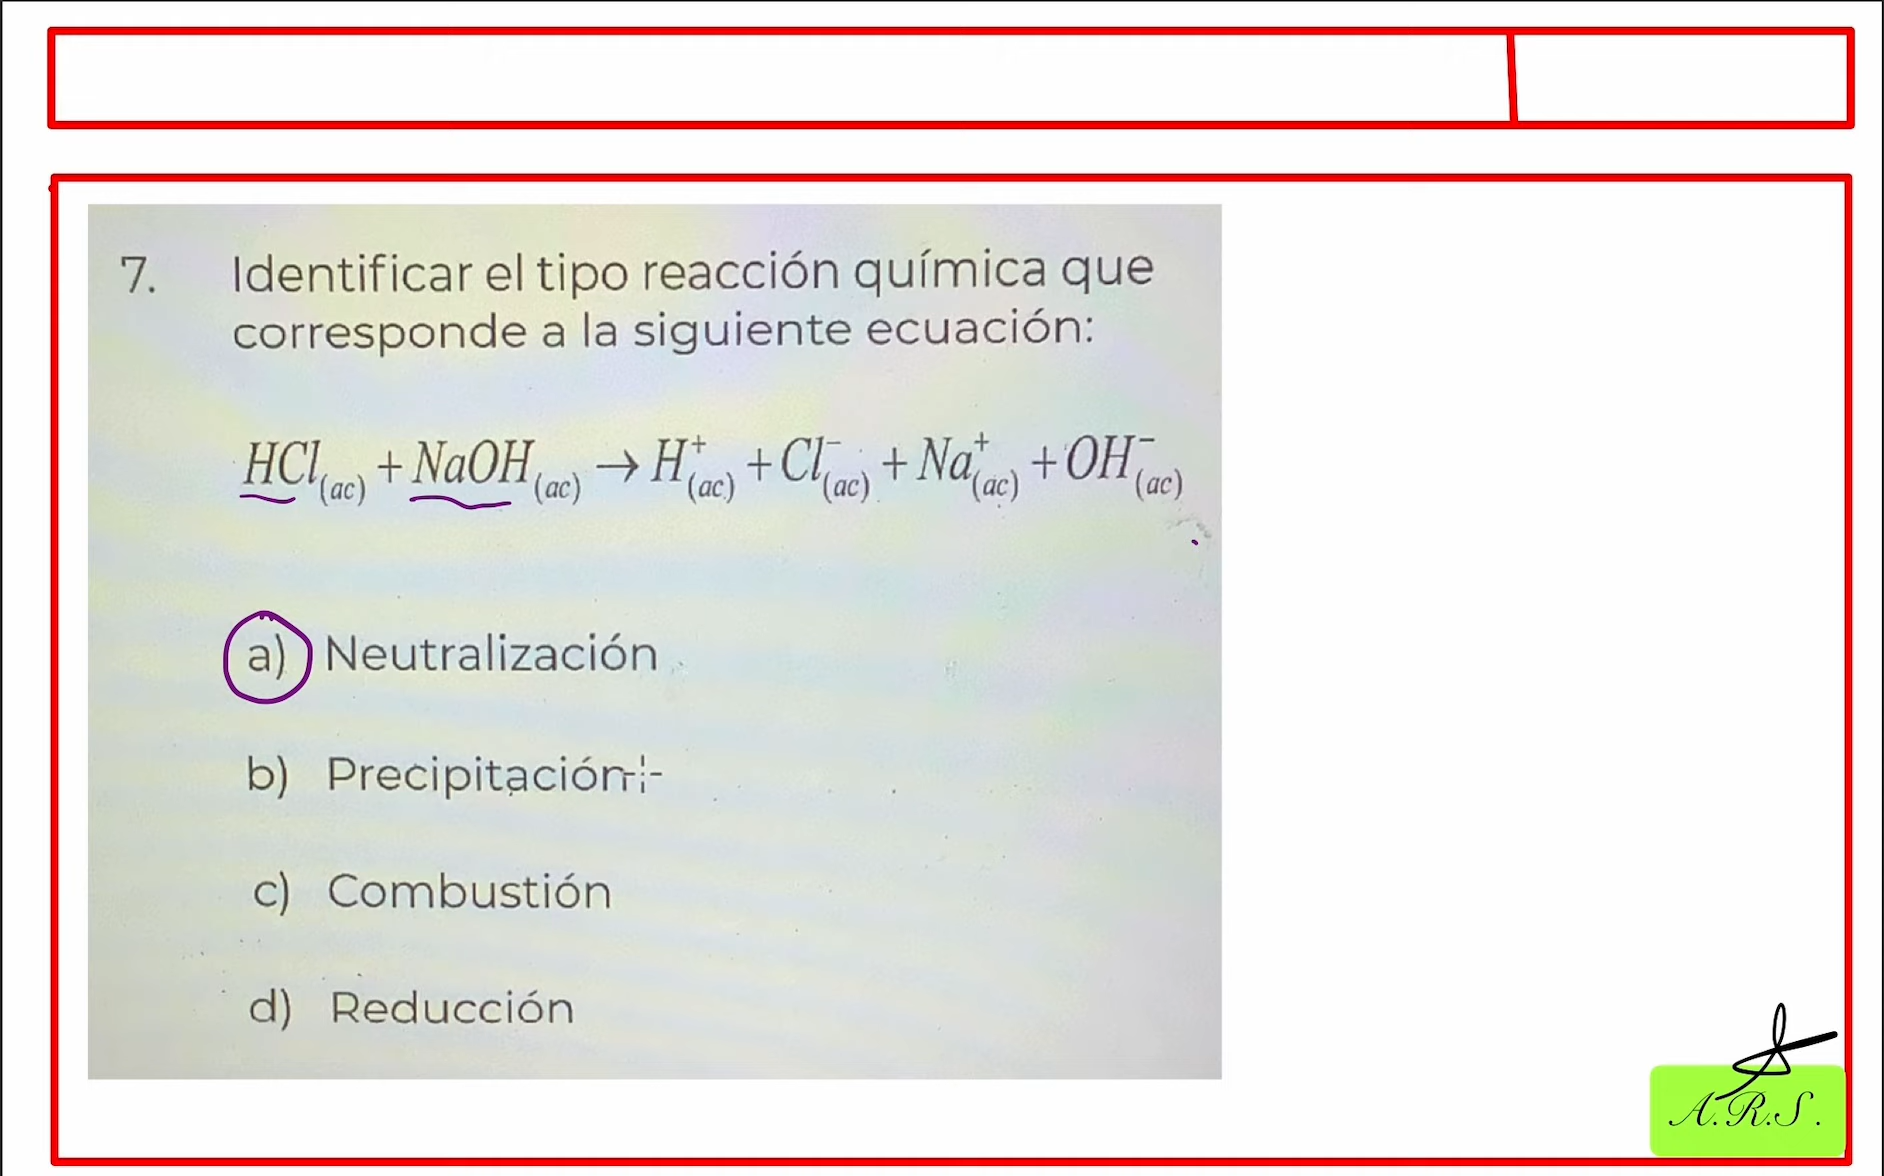 7. Identificar el tipo reacción química que
corresponde a la siguiente ecuación:
HCl(ac) + NaOH(ac) → H⁺(ac) + Cl⁻(ac) + Na⁺(ac) + OH⁻(ac)
a) Neutralización
b) Precipitación
c) Combustión
d) Reducción
A.R.S.